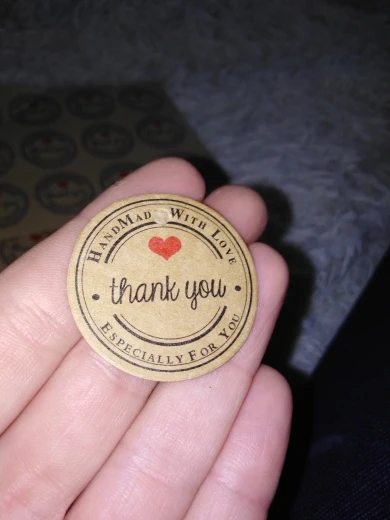 HANDMAD WITH LOVE
thank you
ESPECIALLY FOR YOU